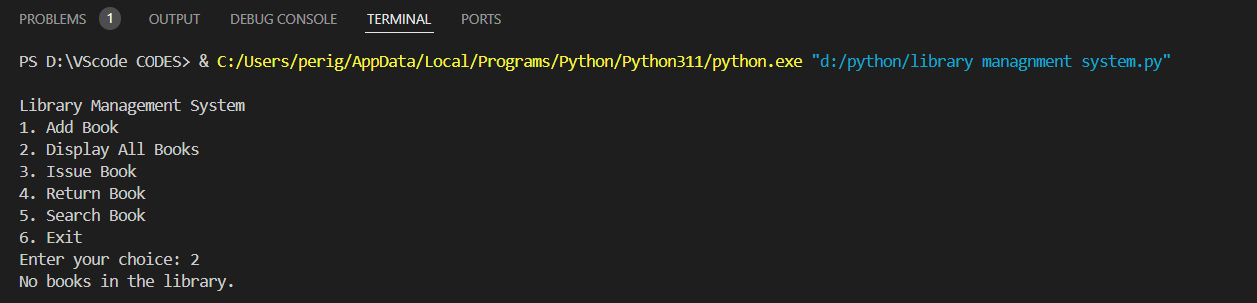 PROBLEMS 1 OUTPUT DEBUG CONSOLE TERMINAL PORTS
PS D:\VScode CODES> & C:/Users/perig/AppData/Local/Programs/Python/Python311/python.exe "d:/python/library managnment system.py"
Library Management System
1. Add Book
2. Display All Books
3. Issue Book
4. Return Book
5. Search Book
6. Exit
Enter your choice: 2
No books in the library.